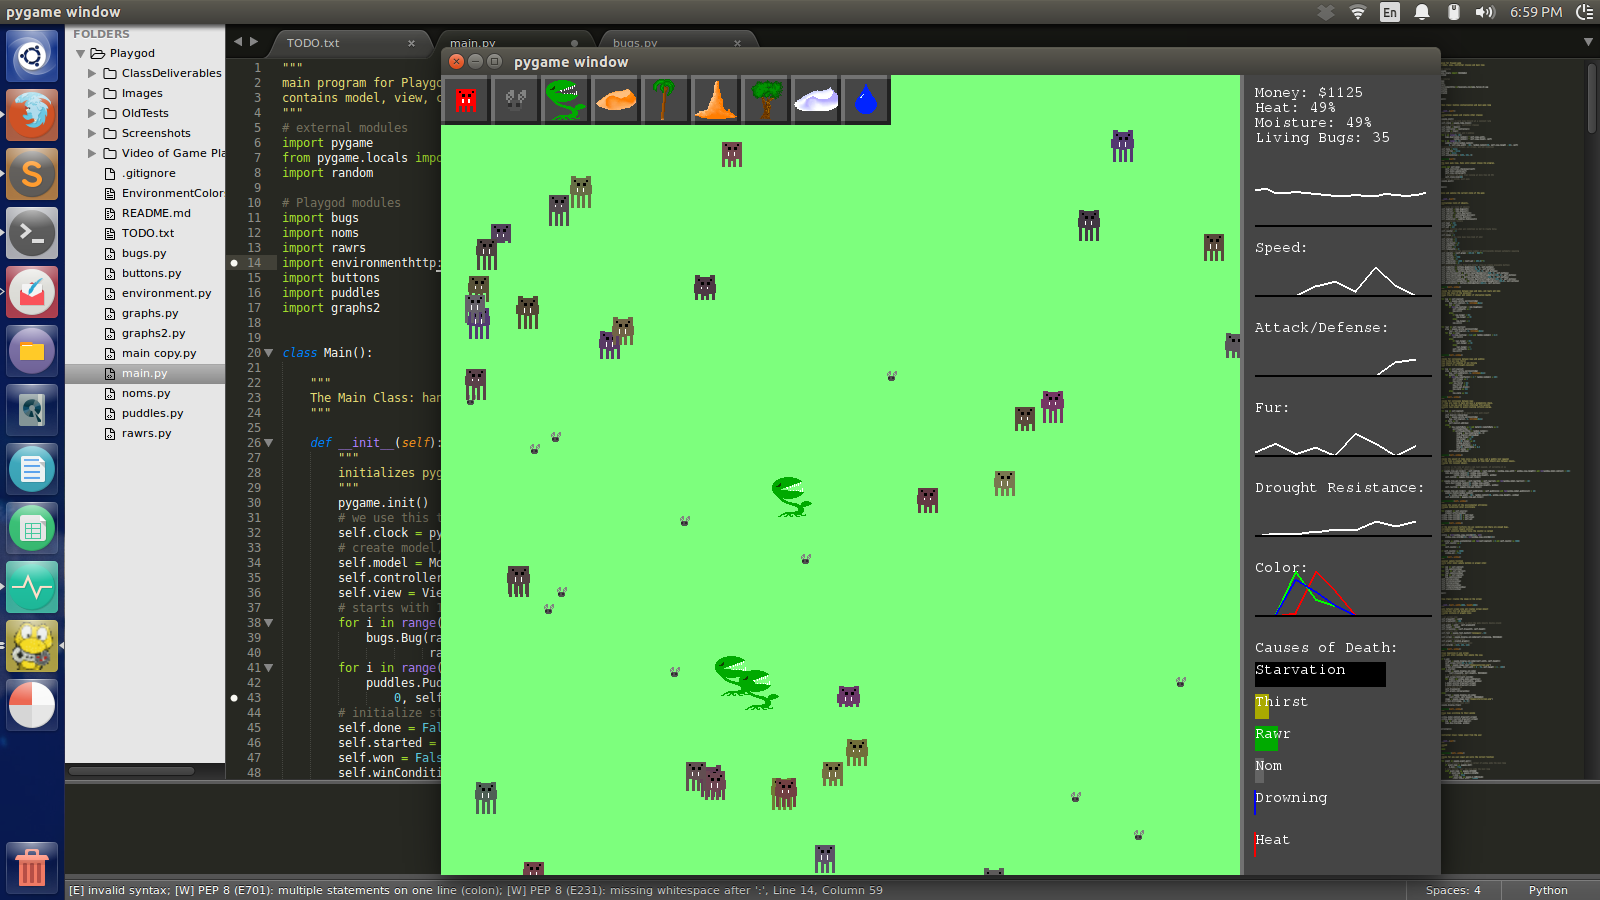 pygame window
En
6:59 PM
FOLDERS
Playgod
ClassDeliverables
Images
OldTests
Screenshots
Video of Game Pla
.gitignore
EnvironmentColors
README.md
TODO.txt
bugs.py
buttons.py
environment.py
graphs.py
graphs2.py
main copy.py
main.py
noms.py
puddles.py
rawrs.py
TODO.txt
main.py
bugs.py
1 """
2 main program for Playgo
3 contains model, view, c
4 """
5 # external modules
6 import pygame
7 from pygame.locals impo
8 import random
9
10 # Playgod modules
11 import bugs
12 import noms
13 import rawrs
14 import environmenthttp:
15 import buttons
16 import puddles
17 import graphs2
18
19
20 class Main():
21
22 """
23 The Main Class: han
24 """
25
26 def __init__(self):
27 """
28 initializes pyg
29 """
30 pygame.init()
31 # we use this t
32 self.clock = py
33 # create model,
34 self.model = Mo
35 self.controller
36 self.view = Vie
37 # starts with 1
38 for i in range(
39 bugs.Bug(ra
40 ra
41 for i in range(
42 puddles.Pud
43 0, self
44 # initialize st
45 self.done = Fal
46 self.started =
47 self.won = Fals
48 self.winConditi
pygame window
Money: $1125
Heat: 49%
Moisture: 49%
Living Bugs: 35
Speed:
Attack/Defense:
Fur:
Drought Resistance:
Color:
Causes of Death:
Starvation
Thirst
Rawr
Nom
Drowning
Heat
[E] invalid syntax; [W] PEP 8 (E701): multiple statements on one line (colon); [W] PEP 8 (E231): missing whitespace after ':', Line 14, Column 59
Spaces: 4
Python